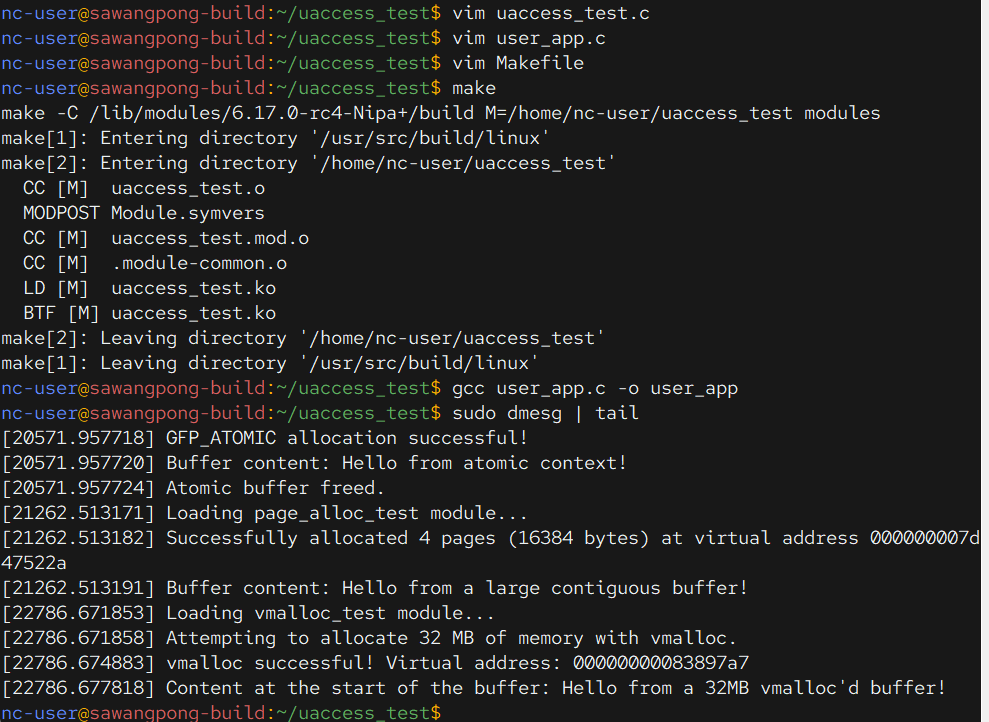 nc-user@sawangpong-build:~/uaccess_test$ vim uaccess_test.c
nc-user@sawangpong-build:~/uaccess_test$ vim user_app.c
nc-user@sawangpong-build:~/uaccess_test$ vim Makefile
nc-user@sawangpong-build:~/uaccess_test$ make
make -C /lib/modules/6.17.0-rc4-Nipa+/build M=/home/nc-user/uaccess_test modules
make[1]: Entering directory '/usr/src/build/linux'
make[2]: Entering directory '/home/nc-user/uaccess_test'
  CC [M]  uaccess_test.o
  MODPOST Module.symvers
  CC [M]  uaccess_test.mod.o
  CC [M]  .module-common.o
  LD [M]  uaccess_test.ko
  BTF [M] uaccess_test.ko
make[2]: Leaving directory '/home/nc-user/uaccess_test'
make[1]: Leaving directory '/usr/src/build/linux'
nc-user@sawangpong-build:~/uaccess_test$ gcc user_app.c -o user_app
nc-user@sawangpong-build:~/uaccess_test$ sudo dmesg | tail
[20571.957718] GFP_ATOMIC allocation successful!
[20571.957720] Buffer content: Hello from atomic context!
[20571.957724] Atomic buffer freed.
[21262.513171] Loading page_alloc_test module...
[21262.513182] Successfully allocated 4 pages (16384 bytes) at virtual address 000000007d
47522a
[21262.513191] Buffer content: Hello from a large contiguous buffer!
[22786.671853] Loading vmalloc_test module...
[22786.671858] Attempting to allocate 32 MB of memory with vmalloc.
[22786.674883] vmalloc successful! Virtual address: 00000000083897a7
[22786.677818] Content at the start of the buffer: Hello from a 32MB vmalloc'd buffer!
nc-user@sawangpong-build:~/uaccess_test$